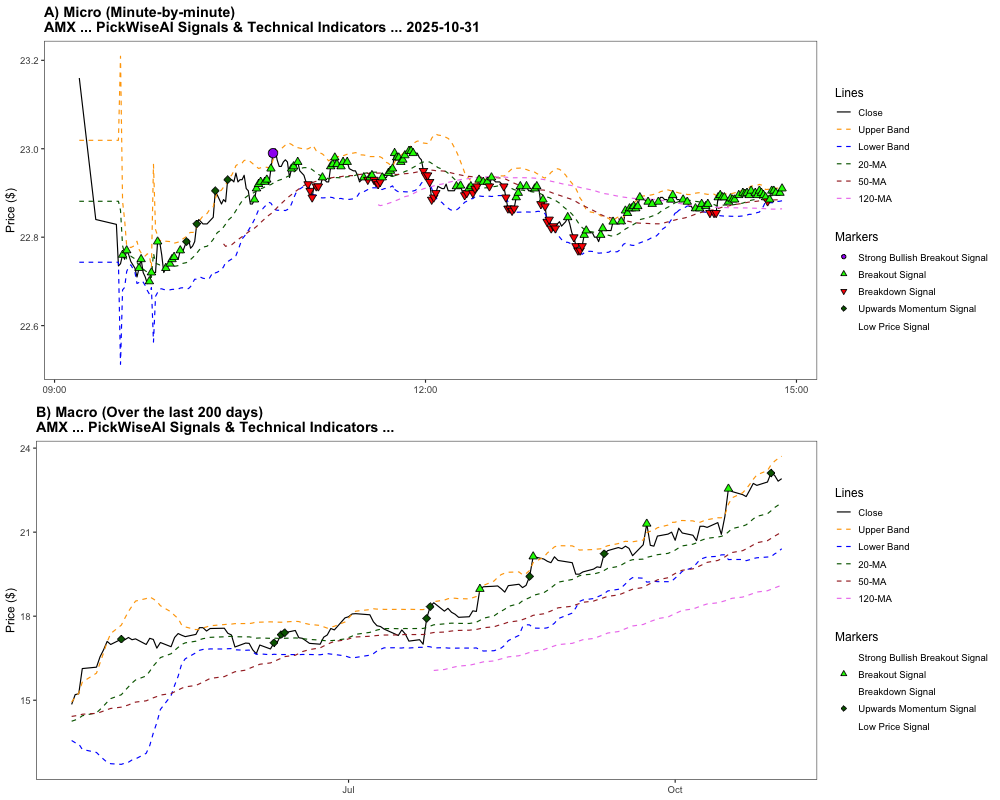 A) Micro (Minute-by-minute)
AMX ... PickWiseAI Signals & Technical Indicators ... 2025-10-31
23.2
23.0
22.8
22.6
Price ($)
09:00
12:00
15:00
Lines
Close
Upper Band
Lower Band
20-MA
50-MA
120-MA
Markers
Strong Bullish Breakout Signal
Breakout Signal
Breakdown Signal
Upwards Momentum Signal
Low Price Signal
B) Macro (Over the last 200 days)
AMX ... PickWiseAI Signals & Technical Indicators ...
24
21
18
15
Price ($)
Jul
Oct
Lines
Close
Upper Band
Lower Band
20-MA
50-MA
120-MA
Markers
Strong Bullish Breakout Signal
Breakout Signal
Breakdown Signal
Upwards Momentum Signal
Low Price Signal